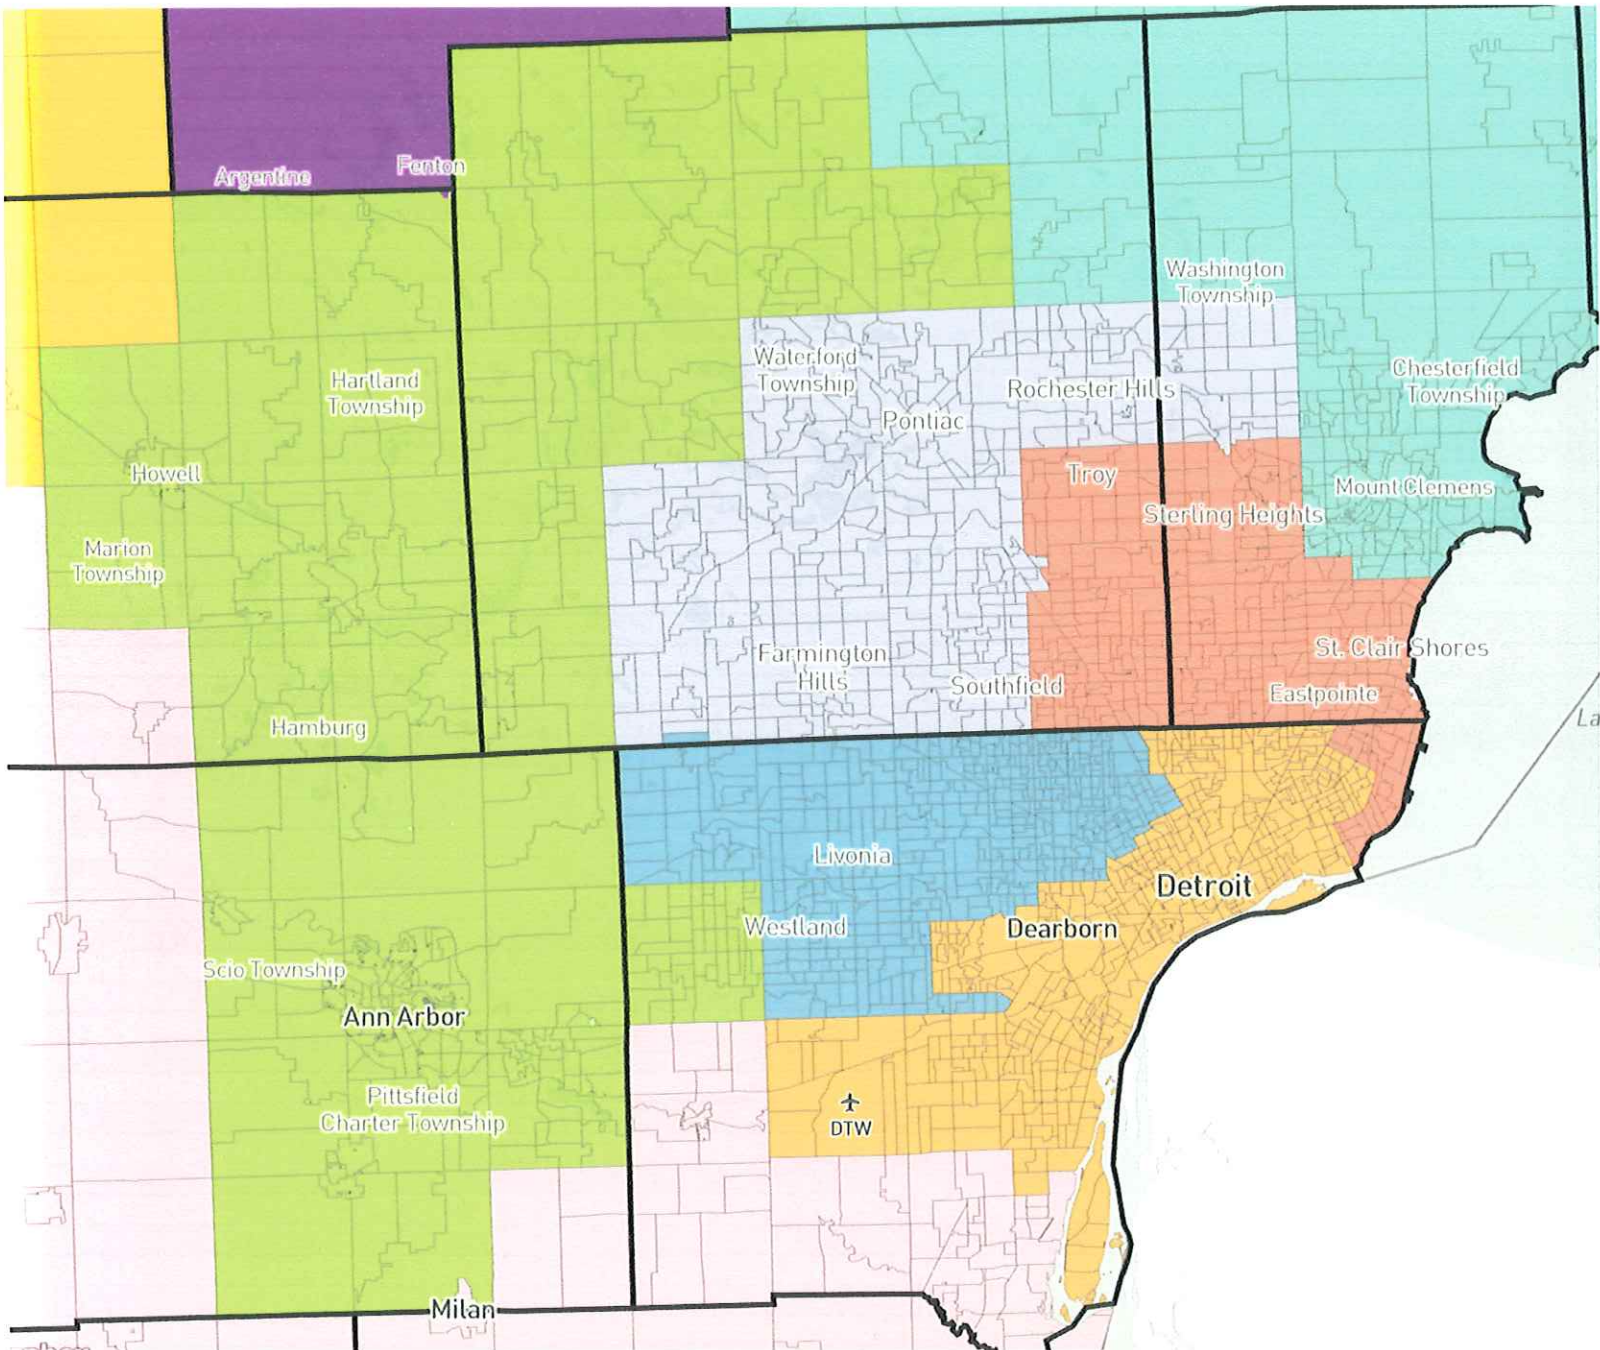 Fenton
Argentine
Washington
Township
Waterford
Township
Chesterfield
Township
Hartland
Township
Rochester Hills
Pontiac
Howell
Troy
Mount Clemens
Sterling Heights
Marion
Township
St. Clair Shores
Farmington
Hills
Southfield
Eastpointe
La
Hamburg
Livonia
Detroit
Westland
Dearborn
Scio Township
Ann Arbor
Pittsfield
Charter Township
DTW
Milan